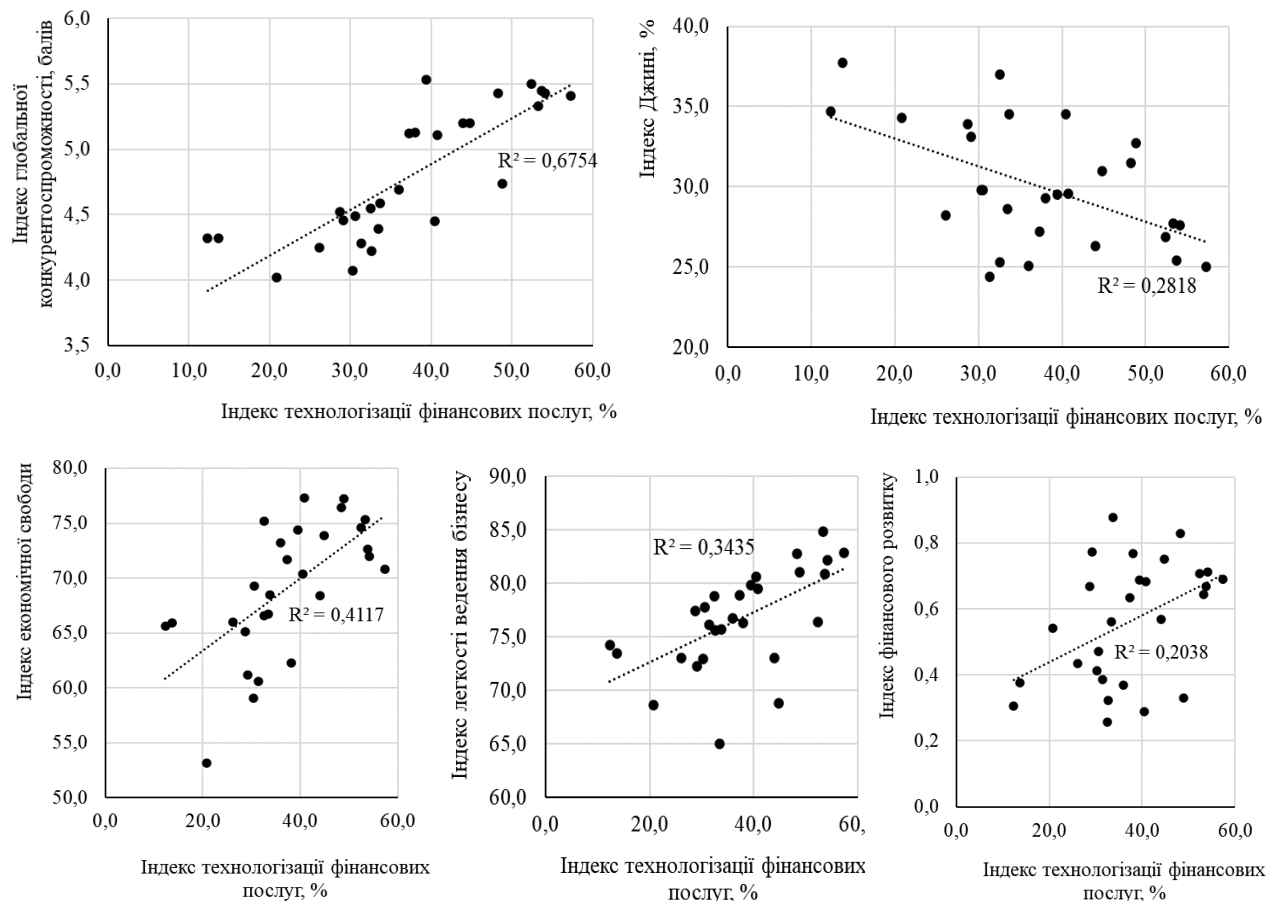 Індекс глобальної
конкурентоспроможності, балів
6,0
5,5
5,0
4,5
4,0
3,5
R² = 0,6754
0,0 10,0 20,0 30,0 40,0 50,0 60,0
Індекс технологізації фінансових послуг, %
Індекс Джині, %
40,0
35,0
30,0
25,0
20,0
R² = 0,2818
0,0 10,0 20,0 30,0 40,0 50,0 60,0
Індекс технологізації фінансових послуг, %
Індекс економічної свободи
80,0
75,0
70,0
65,0
60,0
55,0
50,0
R² = 0,4117
0,0 20,0 40,0 60,0
Індекс технологізації фінансових
послуг, %
Індекс легкості ведення бізнесу
90,0
85,0
80,0
75,0
70,0
65,0
60,0
R² = 0,3435
0,0 20,0 40,0 60,
Індекс технологізації фінансових
послуг, %
Індекс фінансового розвитку
1,0
0,8
0,6
0,4
0,2
0,0
R² = 0,2038
0,0 20,0 40,0 60,0
Індекс технологізації фінансових
послуг, %